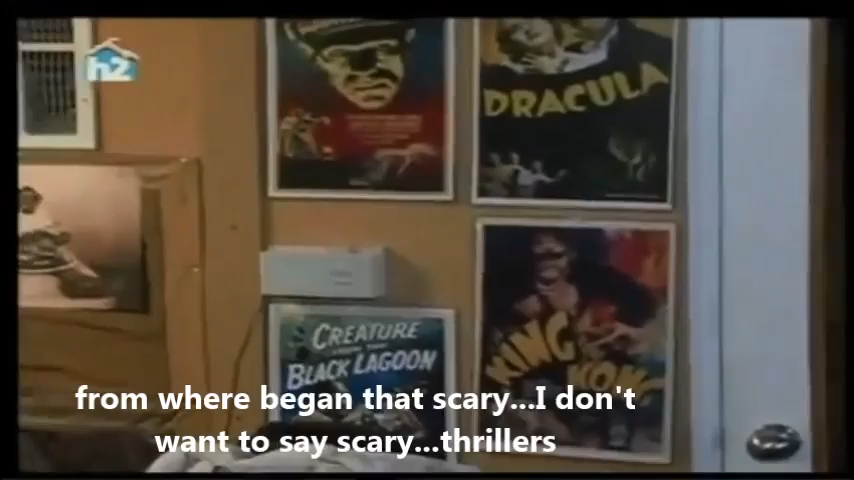 h2
DRACULA
CREATURE
BLACK LAGOON
KING
KONG
from where began that scary...I don't
want to say scary...thrillers